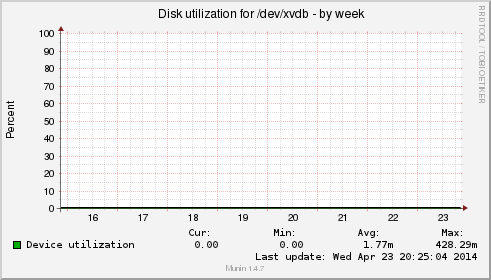 Disk utilization for /dev/xvdb - by week
RRDTOOL / TOBI OETIKER
Percent
100
90
80
70
60
50
40
30
20
10
0
16 17 18 19 20 21 22 23
Cur: Min: Avg: Max:
Device utilization 0.00 0.00 1.77m 428.29m
Last update: Wed Apr 23 20:25:04 2014
Munin 1.4.7